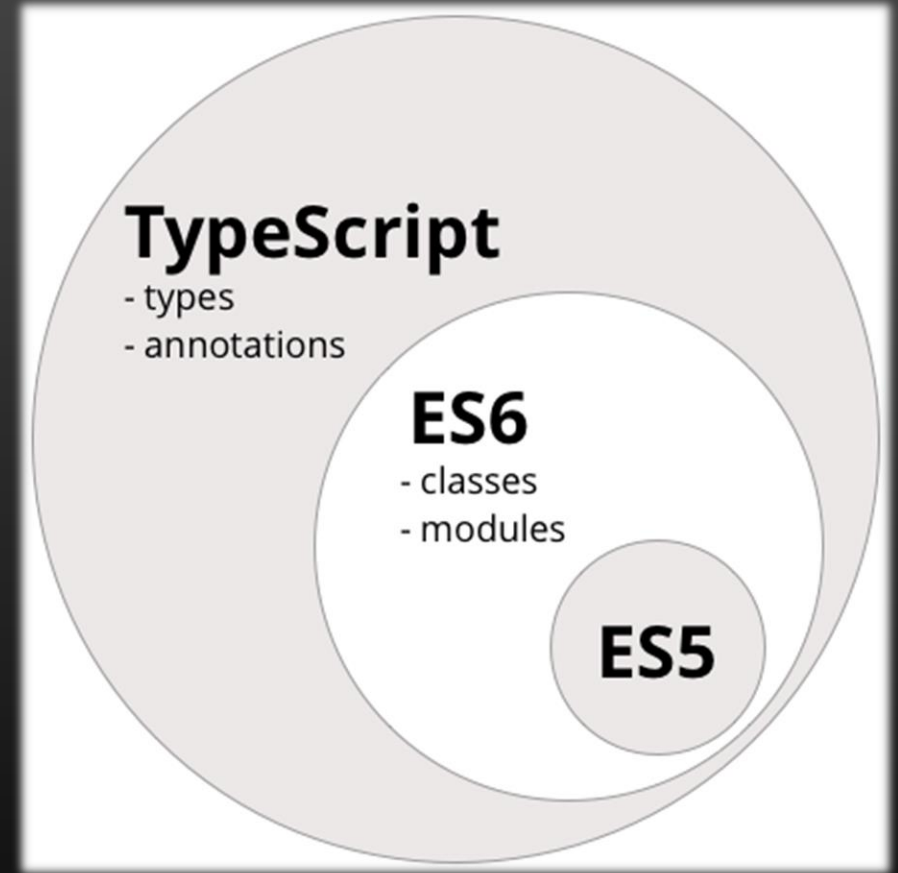 TypeScript
- types
- annotations
ES6
- classes
- modules
ES5